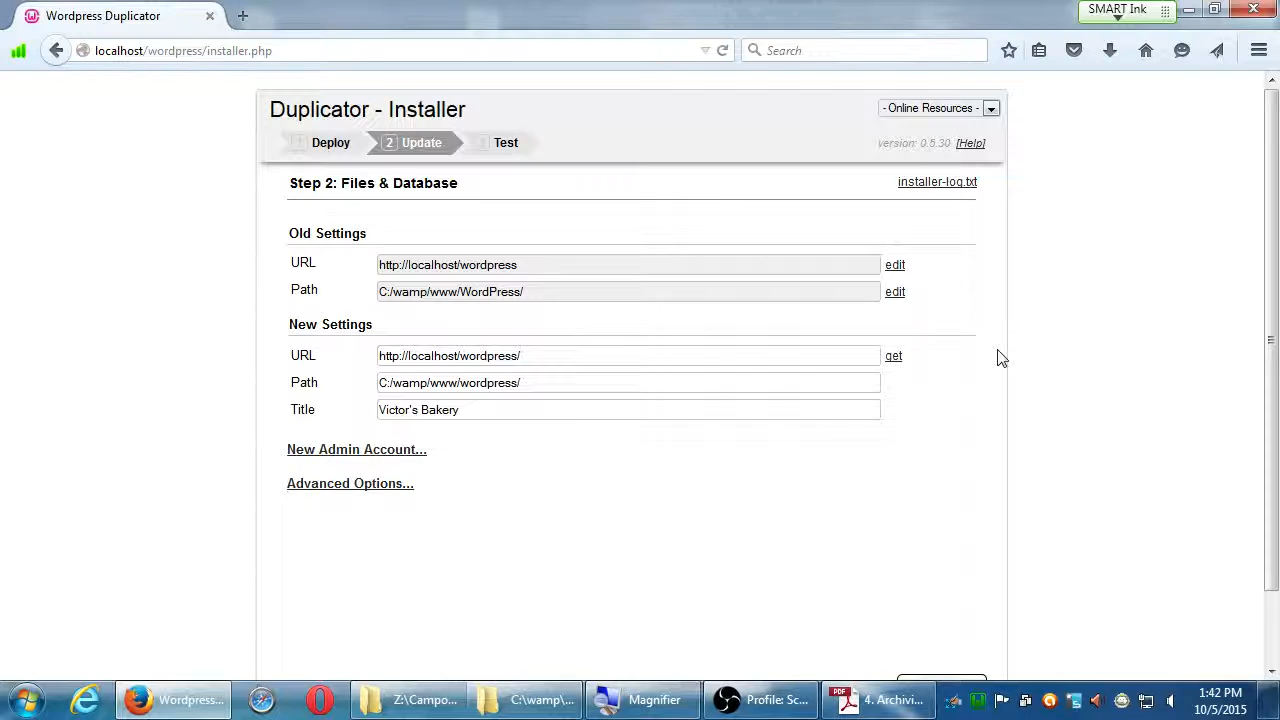 Wordpress Duplicator
SMART Ink
localhost/wordpress/installer.php
Search
Duplicator - Installer
- Online Resources -
1 Deploy
2 Update
3 Test
version: 0.5.30 [Help]
Step 2: Files & Database
installer-log.txt
Old Settings
URL
http://localhost/wordpress
edit
Path
C:/wamp/www/WordPress/
edit
New Settings
URL
http://localhost/wordpress/
get
Path
C:/wamp/www/wordpress/
Title
Victor's Bakery
New Admin Account...
Advanced Options...
Wordpress...
Z:\Campo...
C:\wamp\...
Magnifier
Profile: Sc...
PDF
4. Archivi...
1:42 PM
10/5/2015